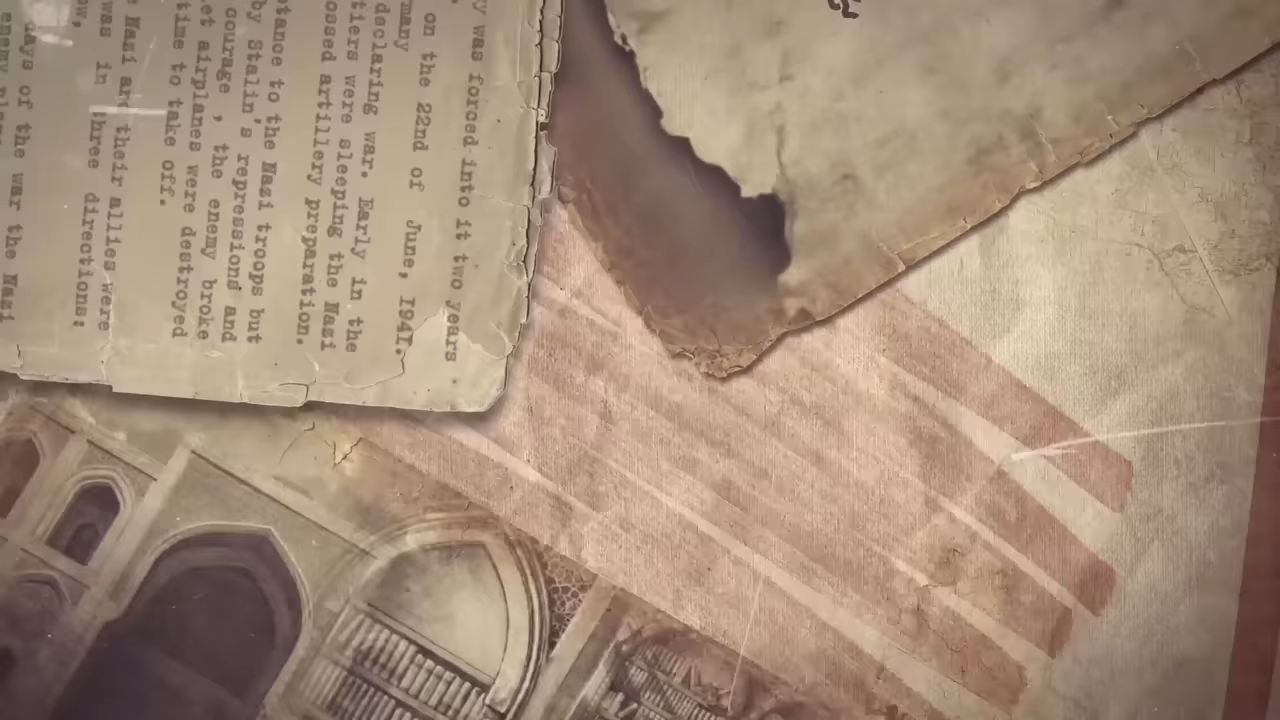 was forced into it two years.
on the 22nd of June, 1941.
many
declaring war. Early in the
tiers were sleeping the Nazi
ossed artillery preparation.
ptance to the Nazi troops but
by Stalin's repressions and
courage , the enemy broke
et airplanes were destroyed
time to take off.
Nazi and their allies were
was in three directions:
days of the war the Nazi
enemy